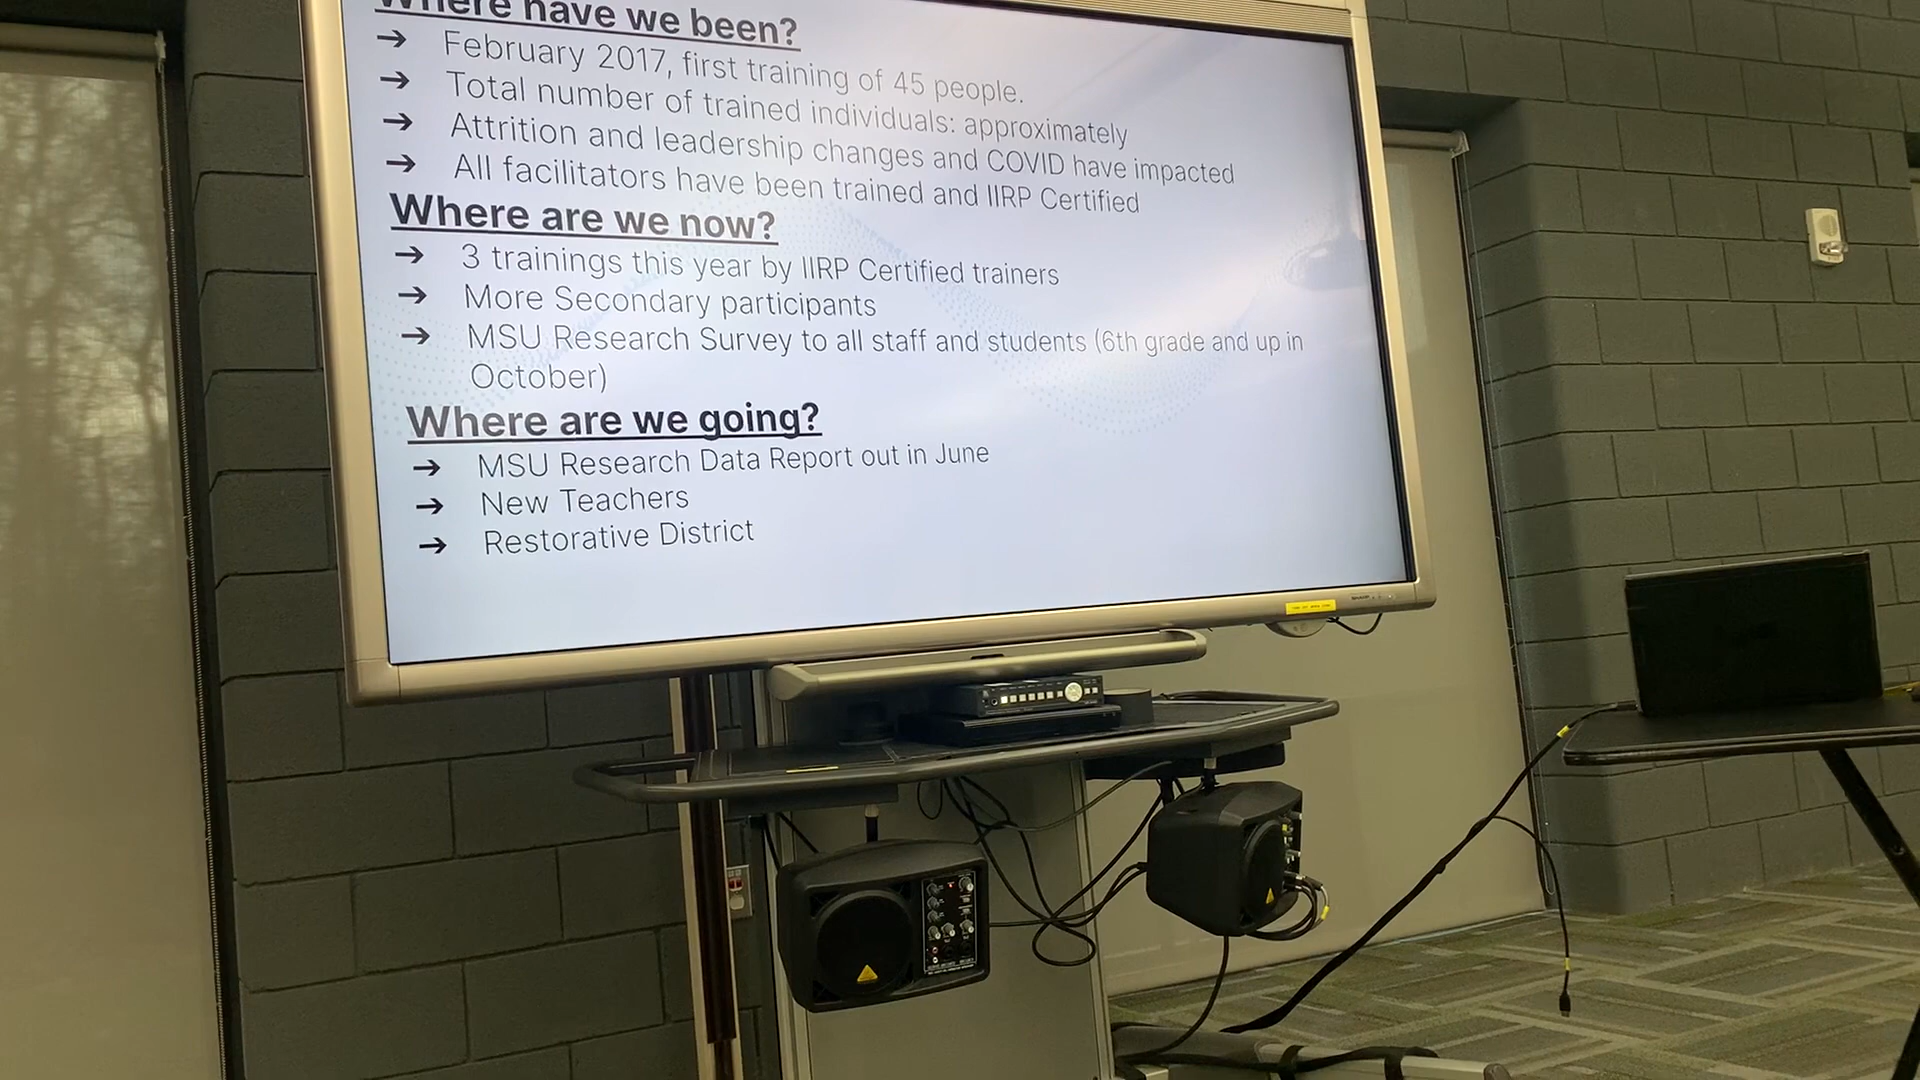 Where have we been?
➔ February 2017, first training of 45 people.
➔ Total number of trained individuals: approximately
➔ Attrition and leadership changes and COVID have impacted
➔ All facilitators have been trained and IIRP Certified
Where are we now?
➔ 3 trainings this year by IIRP Certified trainers
➔ More Secondary participants
➔ MSU Research Survey to all staff and students (6th grade and up in
October)
Where are we going?
➔ MSU Research Data Report out in June
➔ New Teachers
➔ Restorative District